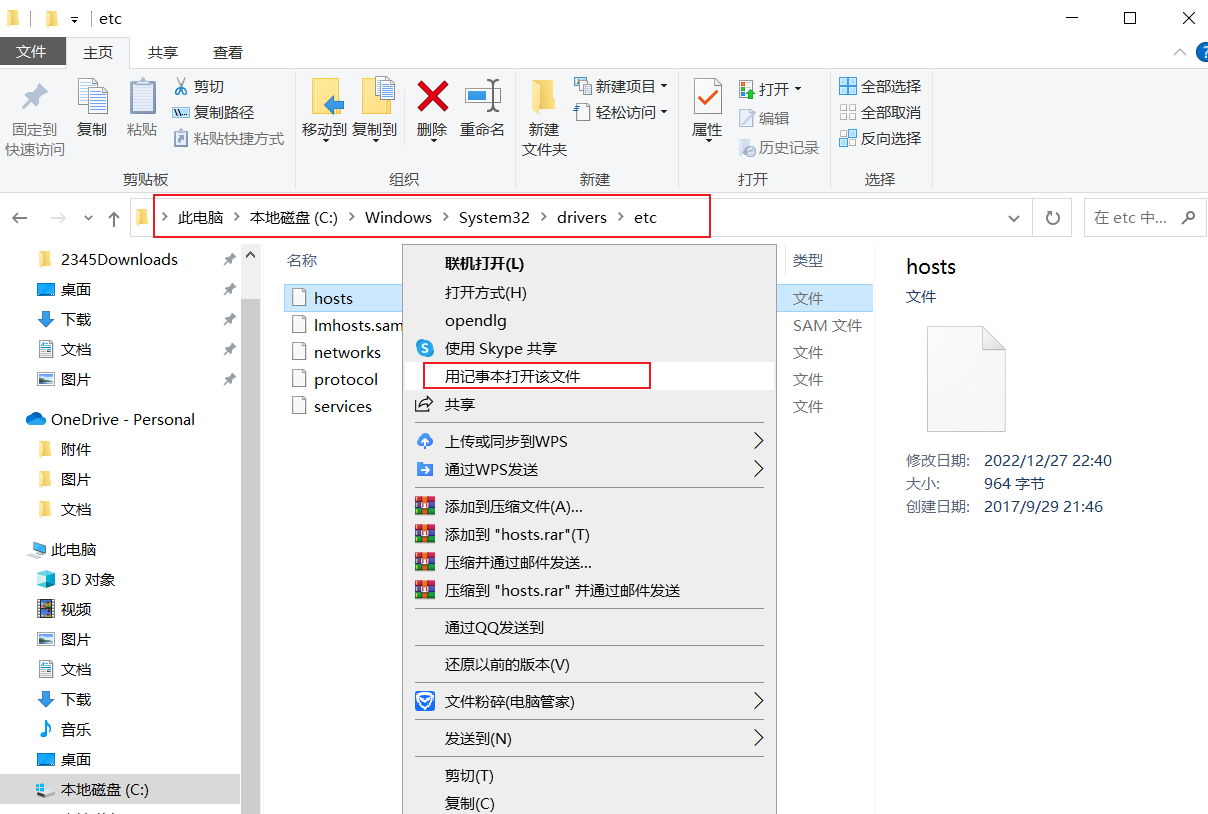 etc
文件 主页 共享 查看
固定到
快速访问
复制
粘贴
剪切
复制路径
粘贴快捷方式
剪贴板
移动到 复制到 删除 重命名
组织
新建
文件夹
新建项目
轻松访问
新建
属性
打开
编辑
历史记录
打开
全部选择
全部取消
反向选择
选择
此电脑 本地磁盘 (C:) Windows System32 drivers etc
在 etc 中...
2345Downloads
桌面
下载
文档
图片
OneDrive - Personal
附件
图片
文档
此电脑
3D 对象
视频
图片
文档
下载
音乐
桌面
本地磁盘 (C:)
名称 类型
hosts 文件
lmhosts.sam SAM 文件
networks 文件
protocol 文件
services 文件
联机打开(L)
打开方式(H)
opendlg
使用 Skype 共享
用记事本打开该文件
共享
上传或同步到WPS
通过WPS发送
添加到压缩文件(A)...
添加到 "hosts.rar"(T)
压缩并通过邮件发送...
压缩到 "hosts.rar" 并通过邮件发送
通过QQ发送到
还原以前的版本(V)
文件粉碎(电脑管家)
发送到(N)
剪切(T)
复制(C)
hosts
文件
修改日期: 2022/12/27 22:40
大小: 964 字节
创建日期: 2017/9/29 21:46